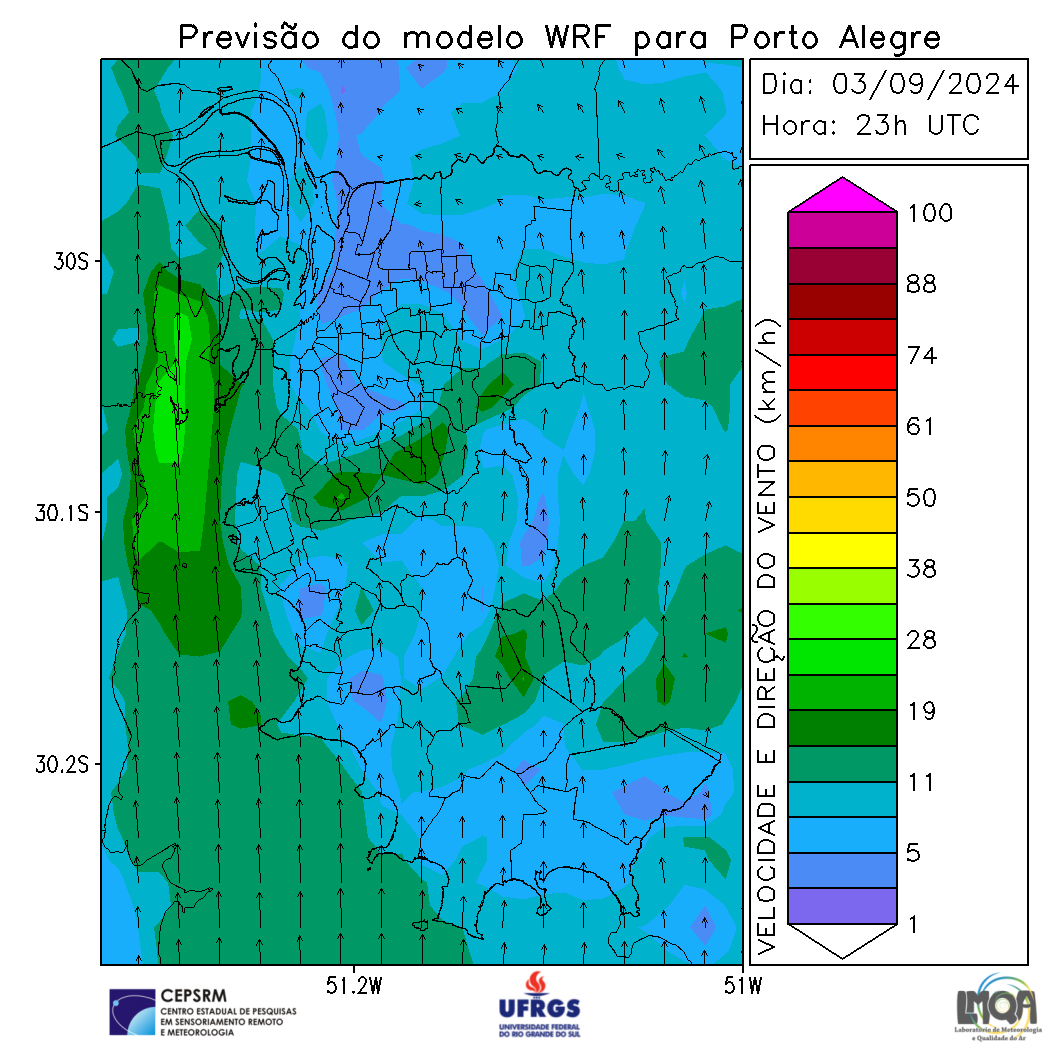 Previsão do modelo WRF para Porto Alegre
Dia: 03/09/2024
Hora: 23h UTC
30S
30.1S
30.2S
51.2W
51W
VELOCIDADE E DIREÇÃO DO VENTO (km/h)
100
88
74
61
50
38
28
19
11
5
1
CEPSRM
CENTRO ESTADUAL DE PESQUISAS
EM SENSORIAMENTO REMOTO
E METEOROLOGIA
UFRGS
UNIVERSIDADE FEDERAL
DO RIO GRANDE DO SUL
LMQA
Laboratório de Meteorologia
e Qualidade do Ar